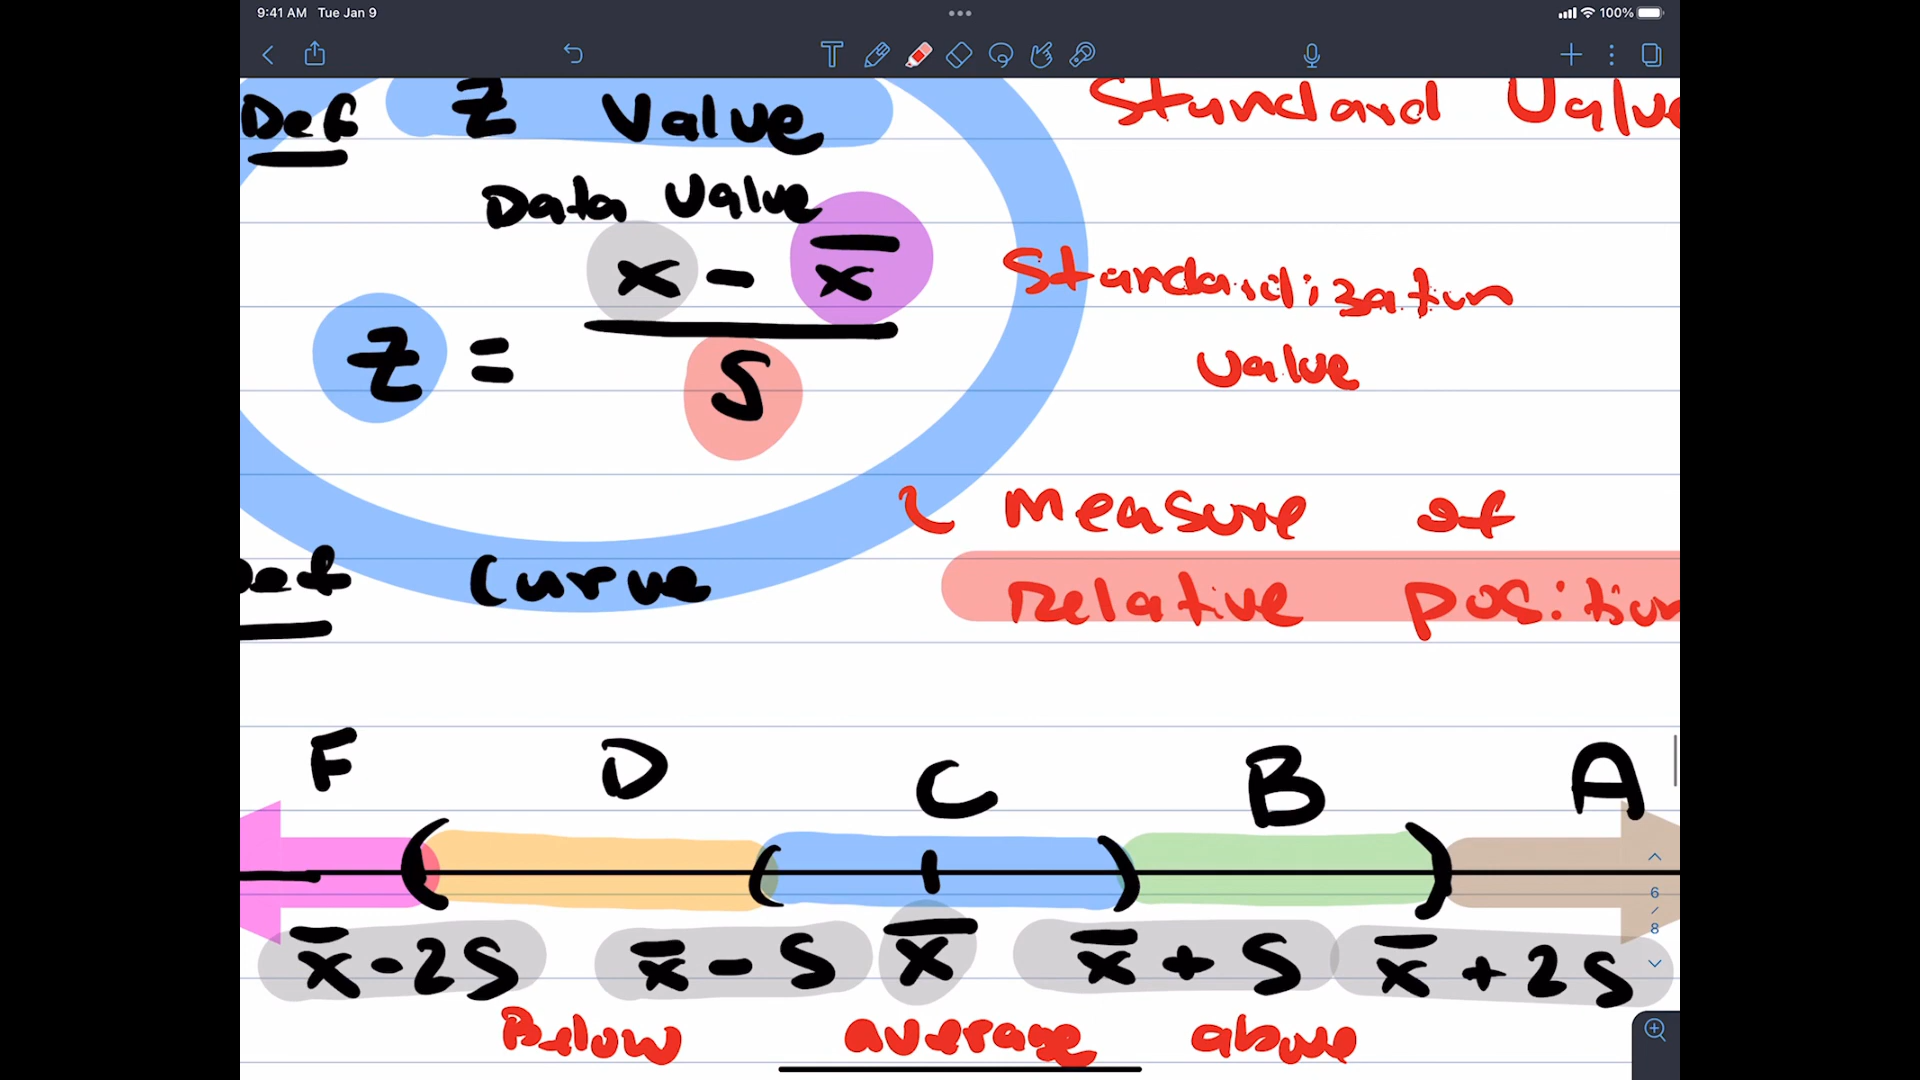 9:41 AM Tue Jan 9
100%
Def Z Value
Standard Value
Data Value
x - x̄
Standardization
z =
S
Value
Measure of
Def Curve
Relative position
F D C B A
6
/
8
x̄ - 2S x̄ - S x̄ x̄ + S x̄ + 2S
Below average above